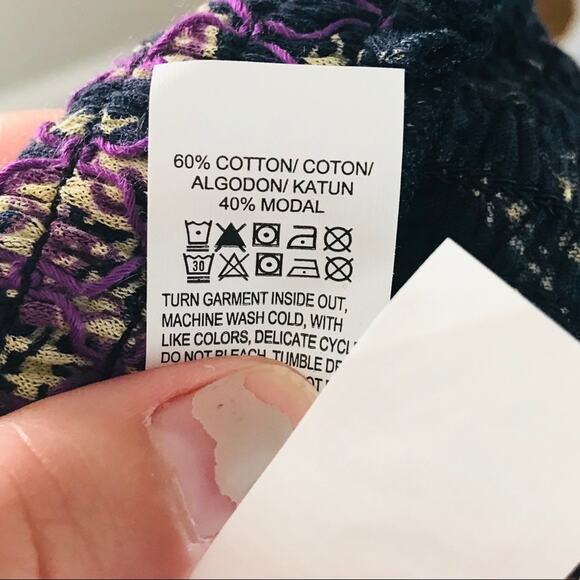 60% COTTON/ COTON/
ALGODON/ KATUN
40% MODAL
30
TURN GARMENT INSIDE OUT,
MACHINE WASH COLD, WITH
LIKE COLORS, DELICATE CYCL
DO NOT BLEACH, TUMBLE D